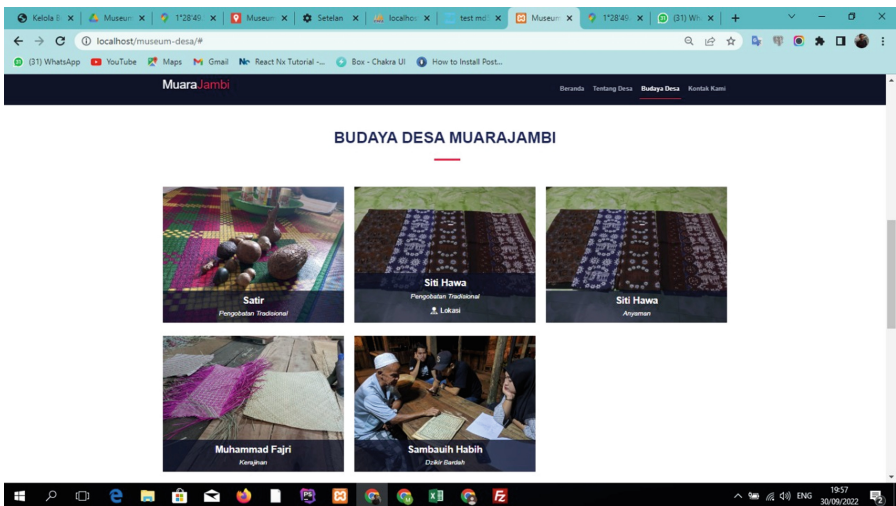 Kelola B
Museum
1°28'49.
Museum
Setelan
localhos
test md5
Museum
1°28'49
(31) Wh
localhost/museum-desa/#
(31) WhatsApp
YouTube
Maps
Gmail
React Nx Tutorial -...
Box - Chakra UI
How to Install Post...
MuaraJambi
Beranda
Tentang Desa
Budaya Desa
Kontak Kami
BUDAYA DESA MUARAJAMBI
Satir
Pengobatan Tradisional
Siti Hawa
Pengobatan Tradisional
Lokasi
Siti Hawa
Anyaman
Muhammad Fajri
Kerajinan
Sambauih Habih
Dzikir Bardah
ENG
19:57
30/09/2022